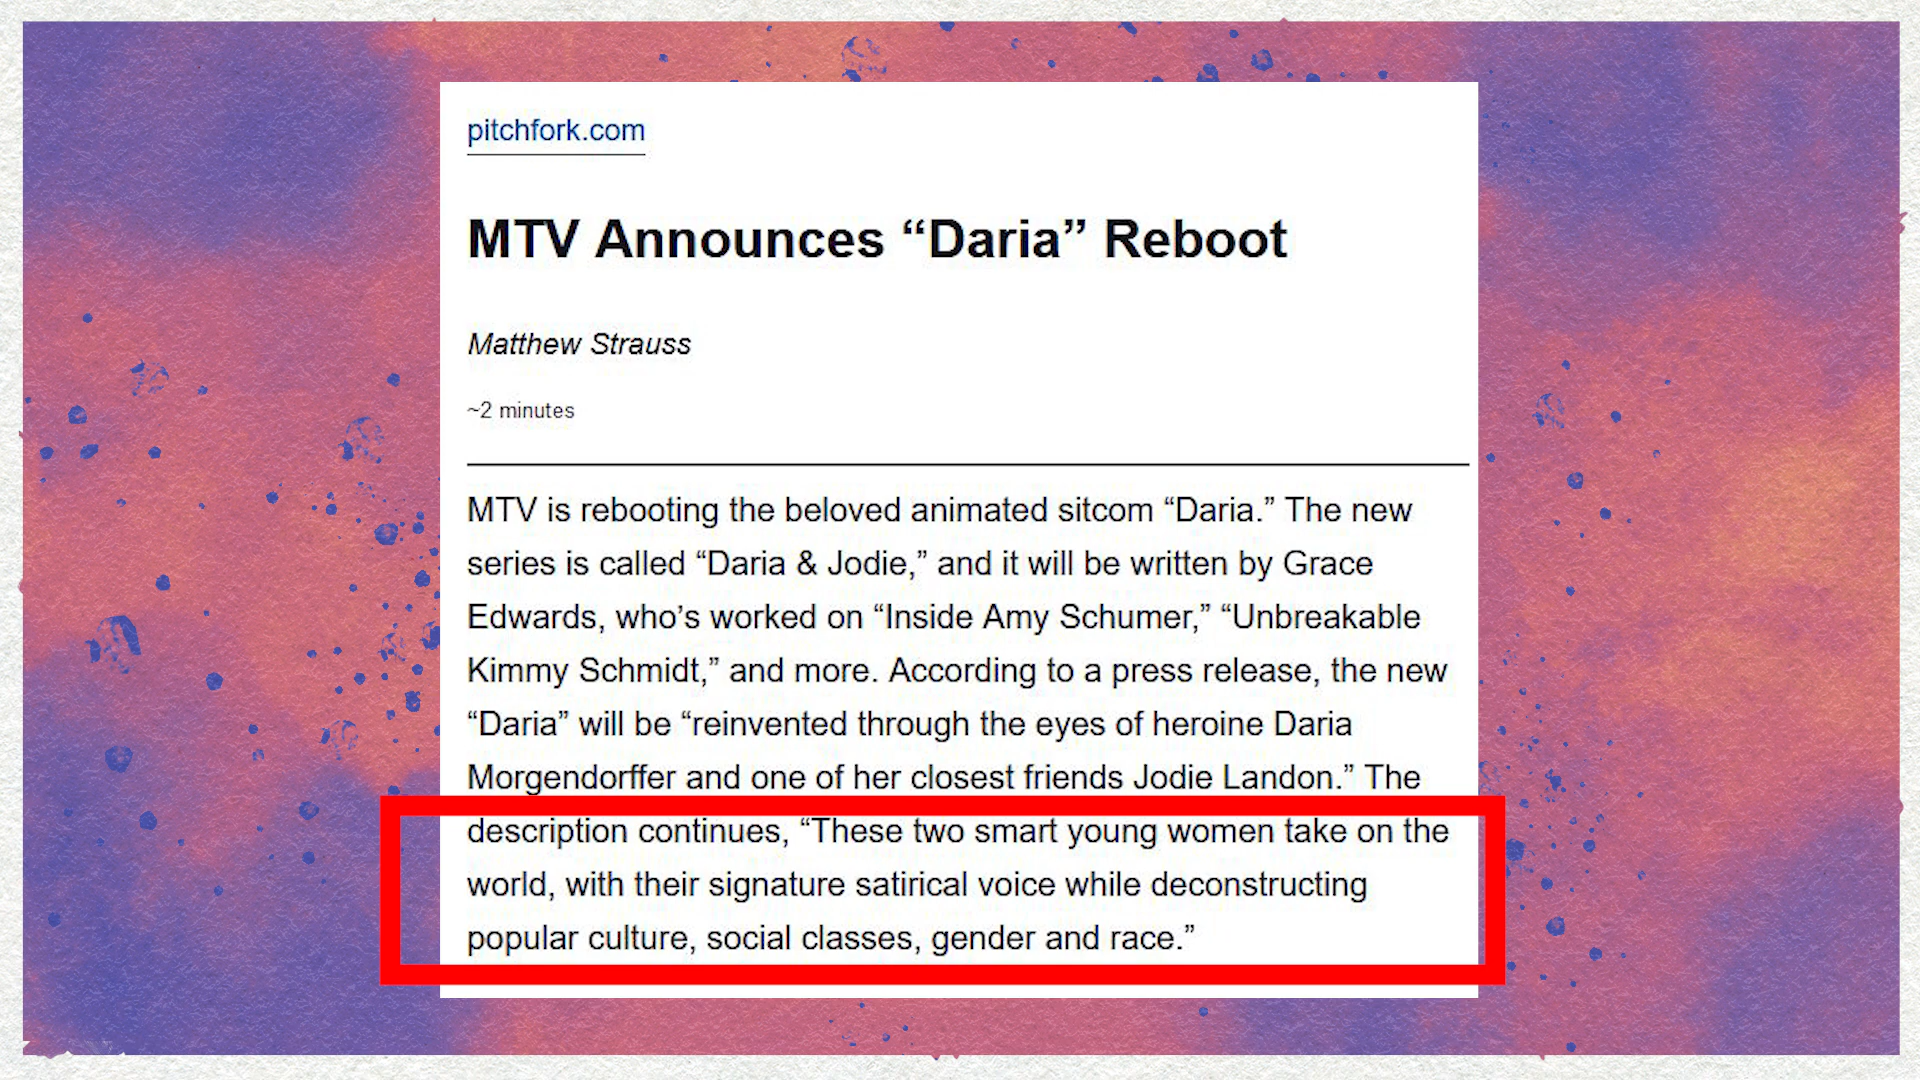 pitchfork.com
MTV Announces “Daria” Reboot
Matthew Strauss
~2 minutes
MTV is rebooting the beloved animated sitcom “Daria.” The new
series is called “Daria & Jodie,” and it will be written by Grace
Edwards, who’s worked on “Inside Amy Schumer,” “Unbreakable
Kimmy Schmidt,” and more. According to a press release, the new
“Daria” will be “reinvented through the eyes of heroine Daria
Morgendorffer and one of her closest friends Jodie Landon.” The
description continues, “These two smart young women take on the
world, with their signature satirical voice while deconstructing
popular culture, social classes, gender and race.”